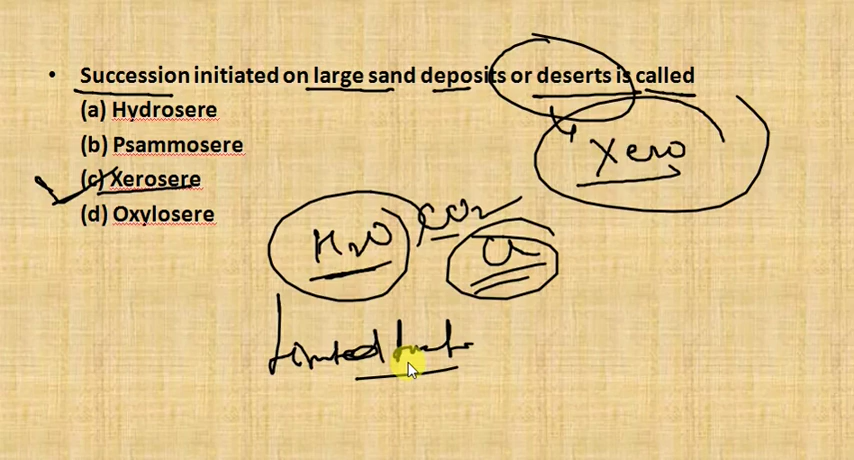 • Succession initiated on large sand deposits or deserts is called
(a) Hydrosere
(b) Psammosere
(c) Xerosere
(d) Oxylosere
Xero
H2O CO2
Limited